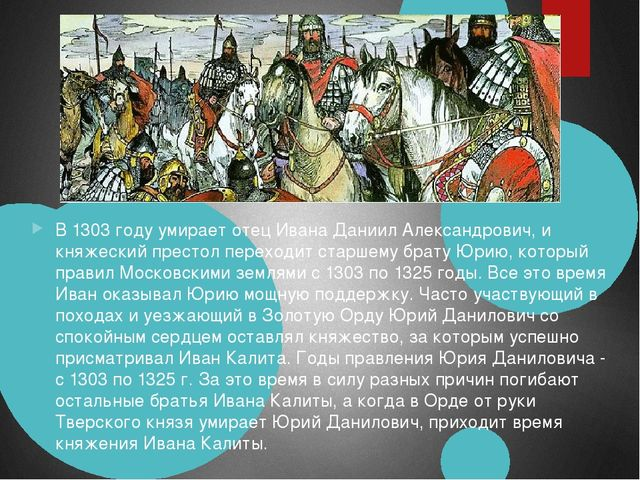 В 1303 году умирает отец Ивана Даниил Александрович, и
княжеский престол переходит старшему брату Юрию, который
правил Московскими землями с 1303 по 1325 годы. Все это время
Иван оказывал Юрию мощную поддержку. Часто участвующий в
походах и уезжающий в Золотую Орду Юрий Данилович со
спокойным сердцем оставлял княжество, за которым успешно
присматривал Иван Калита. Годы правления Юрия Даниловича -
с 1303 по 1325 г. За это время в силу разных причин погибают
остальные братья Ивана Калиты, а когда в Орде от руки
Тверского князя умирает Юрий Данилович, приходит время
княжения Ивана Калиты.